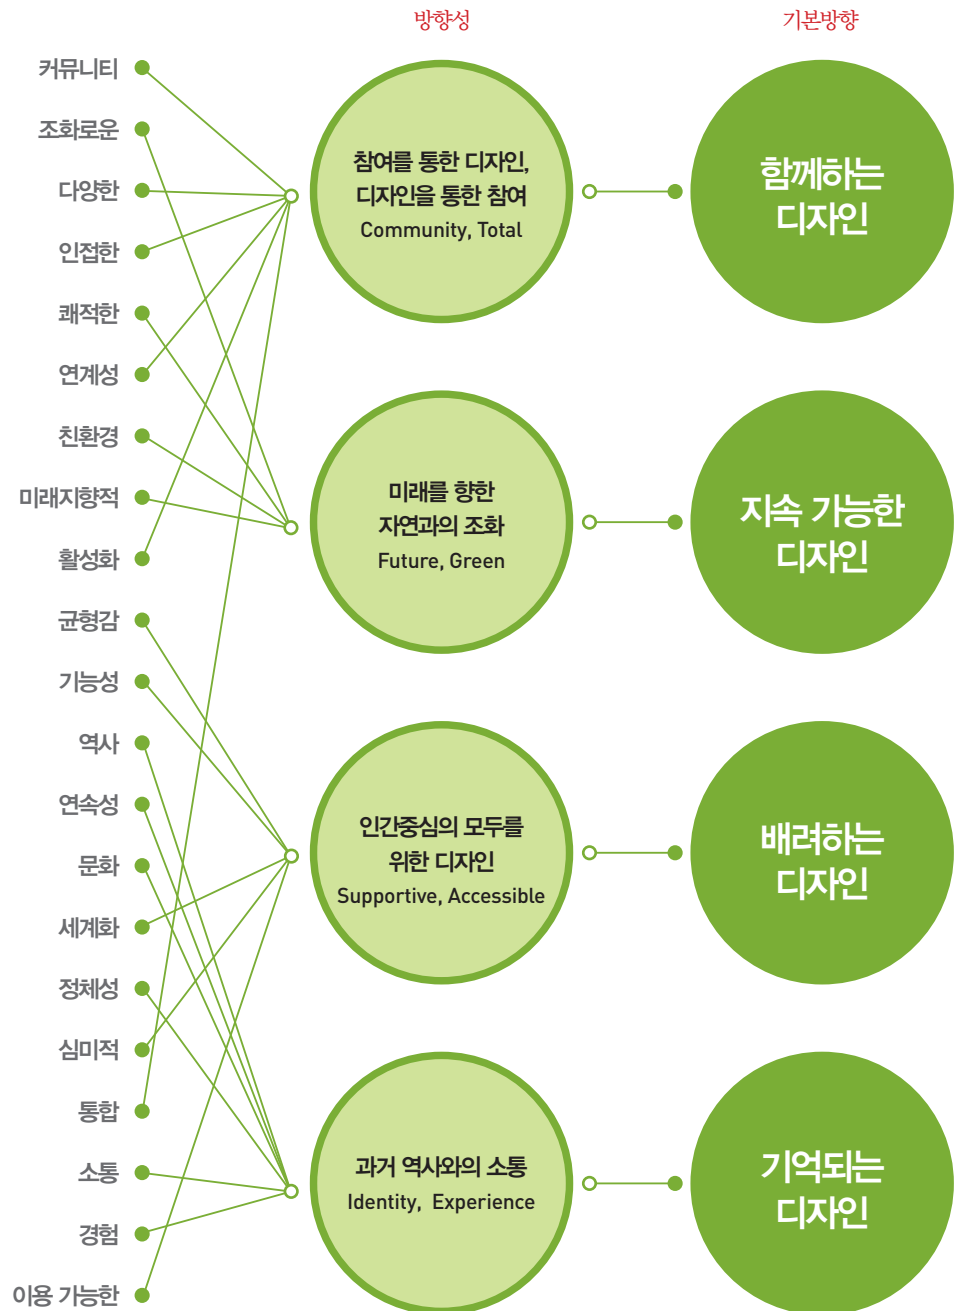 방향성
기본방향
커뮤니티
조화로운
다양한
인접한
쾌적한
연계성
친환경
미래지향적
활성화
균형감
기능성
역사
연속성
문화
세계화
정체성
심미적
통합
소통
경험
이용 가능한
참여를 통한 디자인,
디자인을 통한 참여
Community, Total
함께하는
디자인
미래를 향한
자연과의 조화
Future, Green
지속 가능한
디자인
인간중심의 모두를
위한 디자인
Supportive, Accessible
배려하는
디자인
과거 역사와의 소통
Identity, Experience
기억되는
디자인